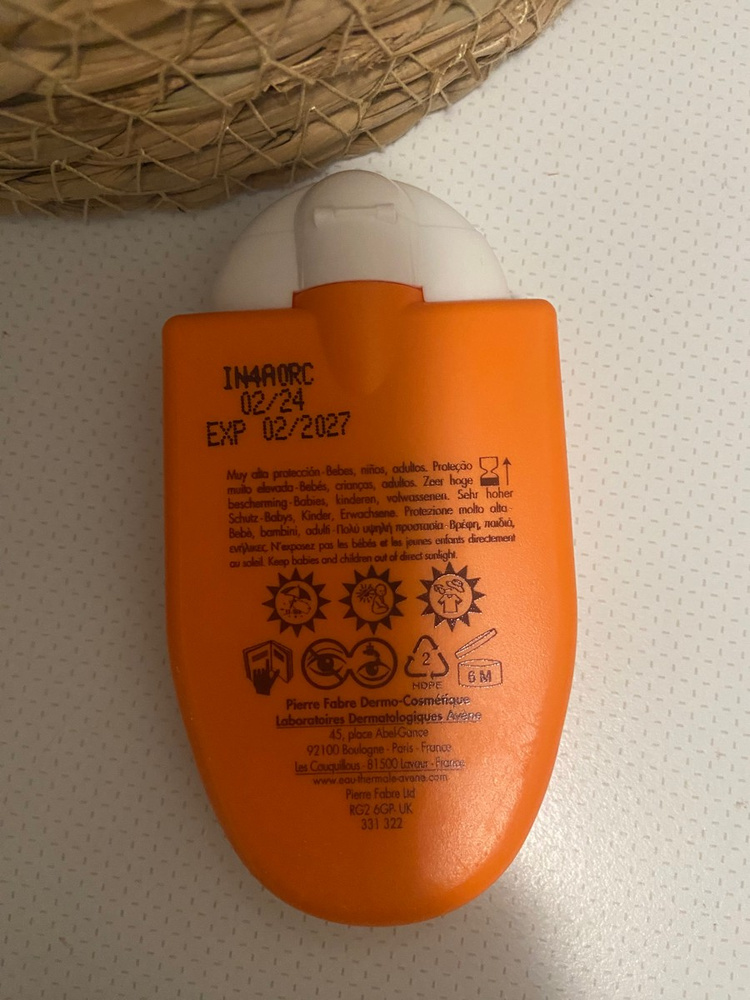 IN4A0RC
02/24
EXP 02/2027
Muy alta protección-Bebes, niños, adultos. Proteção
muito elevada-Bebés, crianças, adultos. Zeer hoge
bescherming-Babies, kinderen, volwassenen. Sehr hoher
Schutz-Babys, Kinder, Erwachsene. Protezione molto alta-
Bebè, bambini, adulti-Πολύ υψηλή προστασία-Βρέφη, παιδιά,
ενήλικες. N'exposez pas les bébés et les jeunes enfants directement
au soleil. Keep babies and children out of direct sunlight.
2
HDPE
6 M
Pierre Fabre Dermo-Cosmétique
Laboratoires Dermatologiques Avène
45, place Abel-Gance
92100 Boulogne - Paris - France
Les Cauquillous - 81500 Lavaur - France
www.eau-thermale-avene.com
Pierre Fabre Ltd
RG2 6GP- UK
331 322